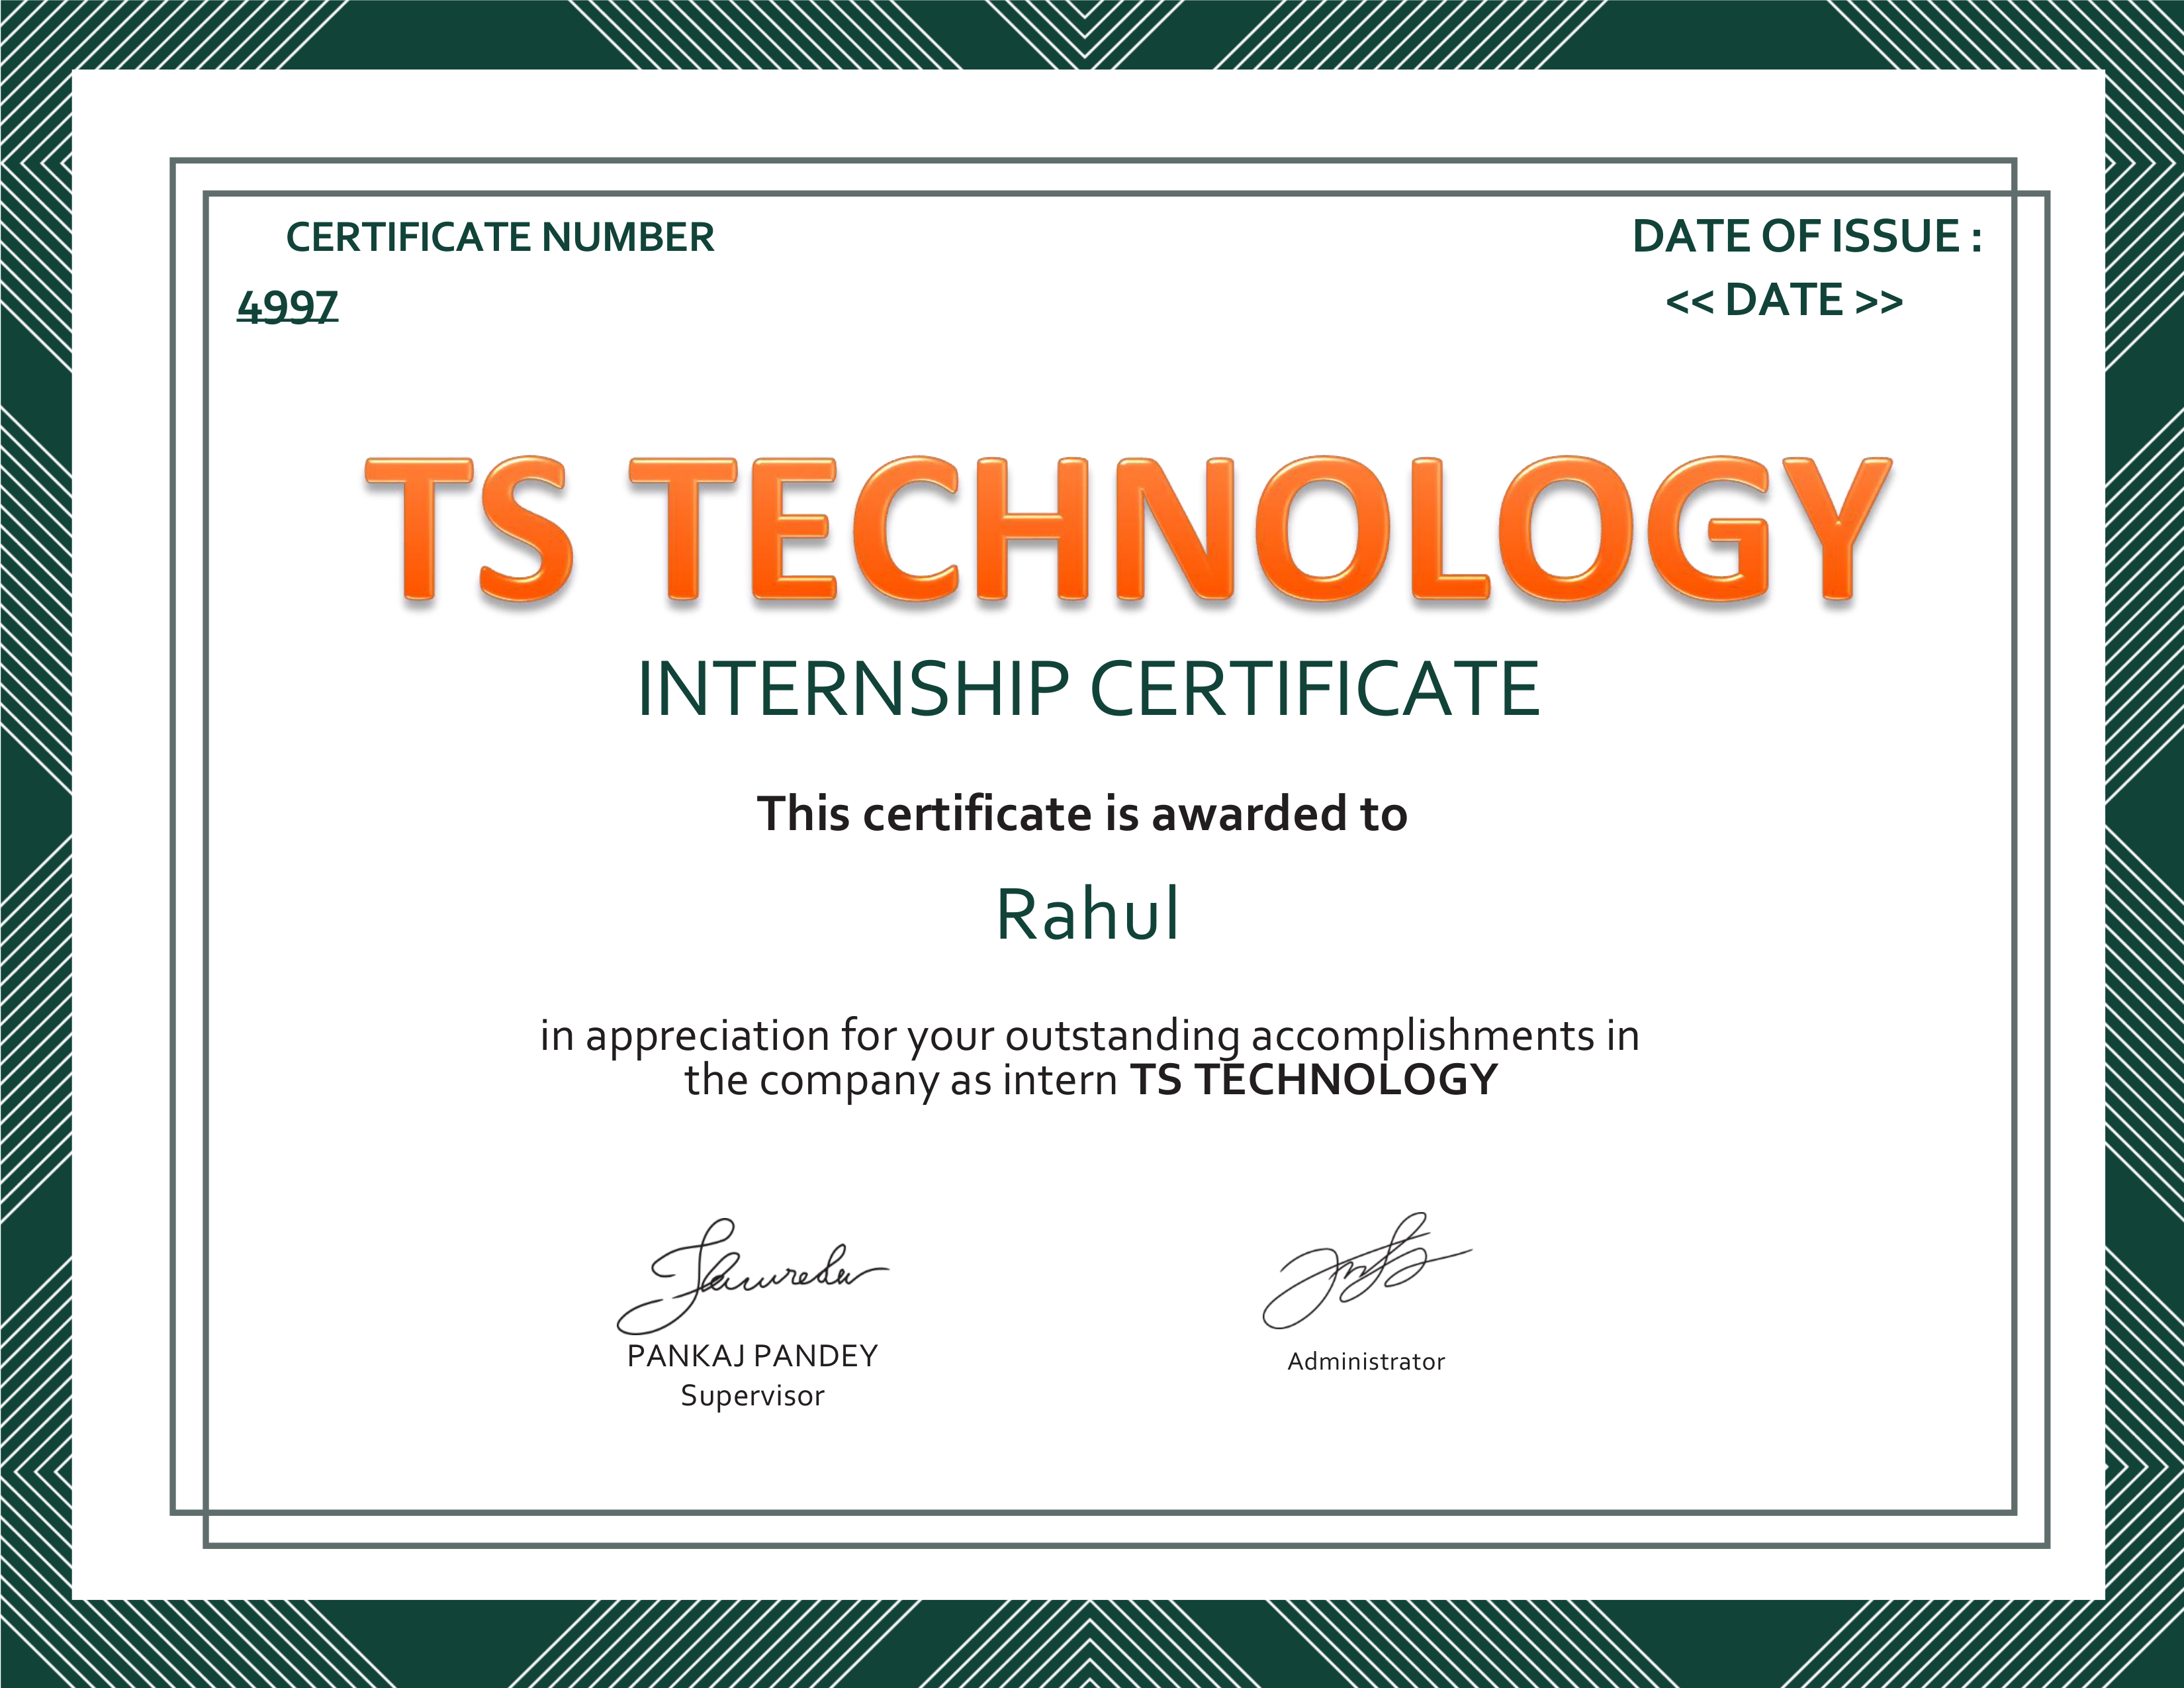 CERTIFICATE NUMBER
4997
DATE OF ISSUE :
<< DATE >>
TS TECHNOLOGY
INTERNSHIP CERTIFICATE
This certificate is awarded to
Rahul
in appreciation for your outstanding accomplishments in
the company as intern TS TECHNOLOGY
PANKAJ PANDEY
Supervisor
Administrator